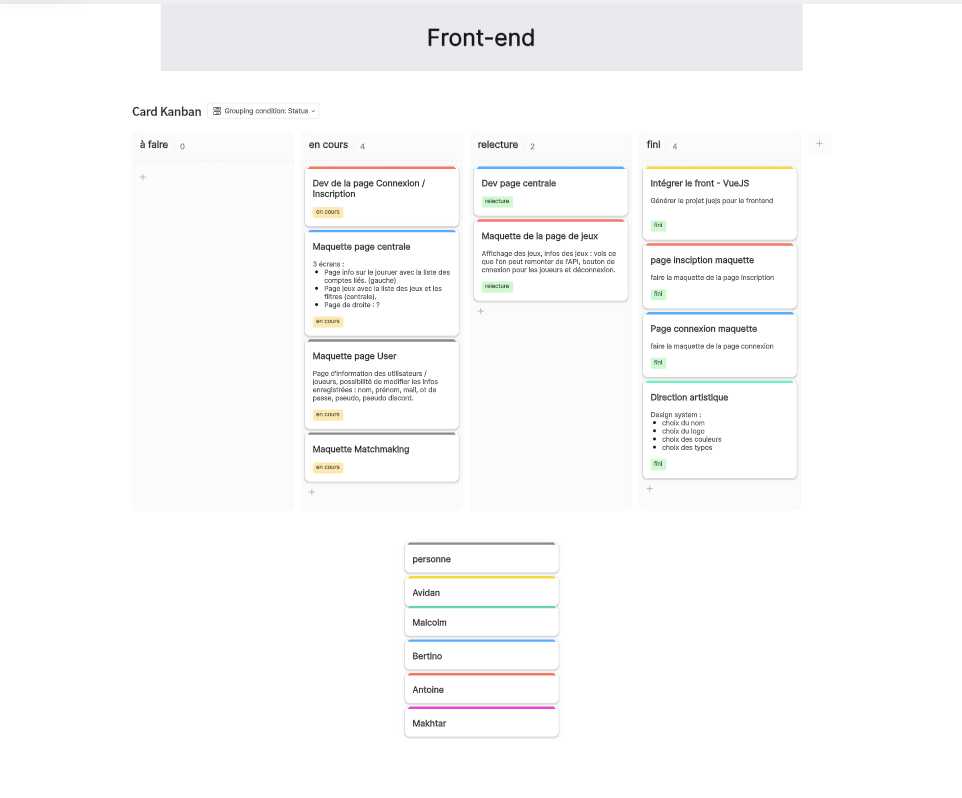 Front-end
Card Kanban
Grouping condition: Status
à faire 0
en cours 4
Dev de la page Connexion /
Inscription
en cours
Maquette page centrale
3 écrans :
Page info sur le jouruer avec la liste des
comptes liés. (gauche)
Page jeux avec la liste des jeux et les
filtres (centrale).
Page de droite : ?
en cours
Maquette page User
Page d'information des utilisateurs /
joueurs, possibilité de modifier les infos
enregistrées : nom, prénom, mail, ot de
passe, pseudo, pseudo discord.
en cours
Maquette Matchmaking
en cours
relecture 2
Dev page centrale
relecture
Maquette de la page de jeux
Affichage des jeux, infos des jeux : vois ce
que l'on peut remonter de l'API, bouton de
cnnexion pour les joueurs et déconnexion.
relecture
fini 4
Intégrer le front - VueJS
Générer le projet juejs pour le frontend
fini
page insciption maquette
faire la maquette de la page inscription
fini
Page connexion maquette
faire la maquette de la page connexion
fini
Direction artistique
Design system :
choix du nom
choix du logo
choix des couleurs
choix des typos
fini
personne
Avidan
Malcolm
Bertino
Antoine
Makhtar